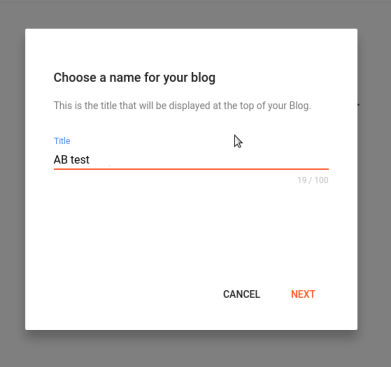 Choose a name for your blog
This is the title that will be displayed at the top of your Blog.
Title
AB test
19 / 100
CANCEL NEXT